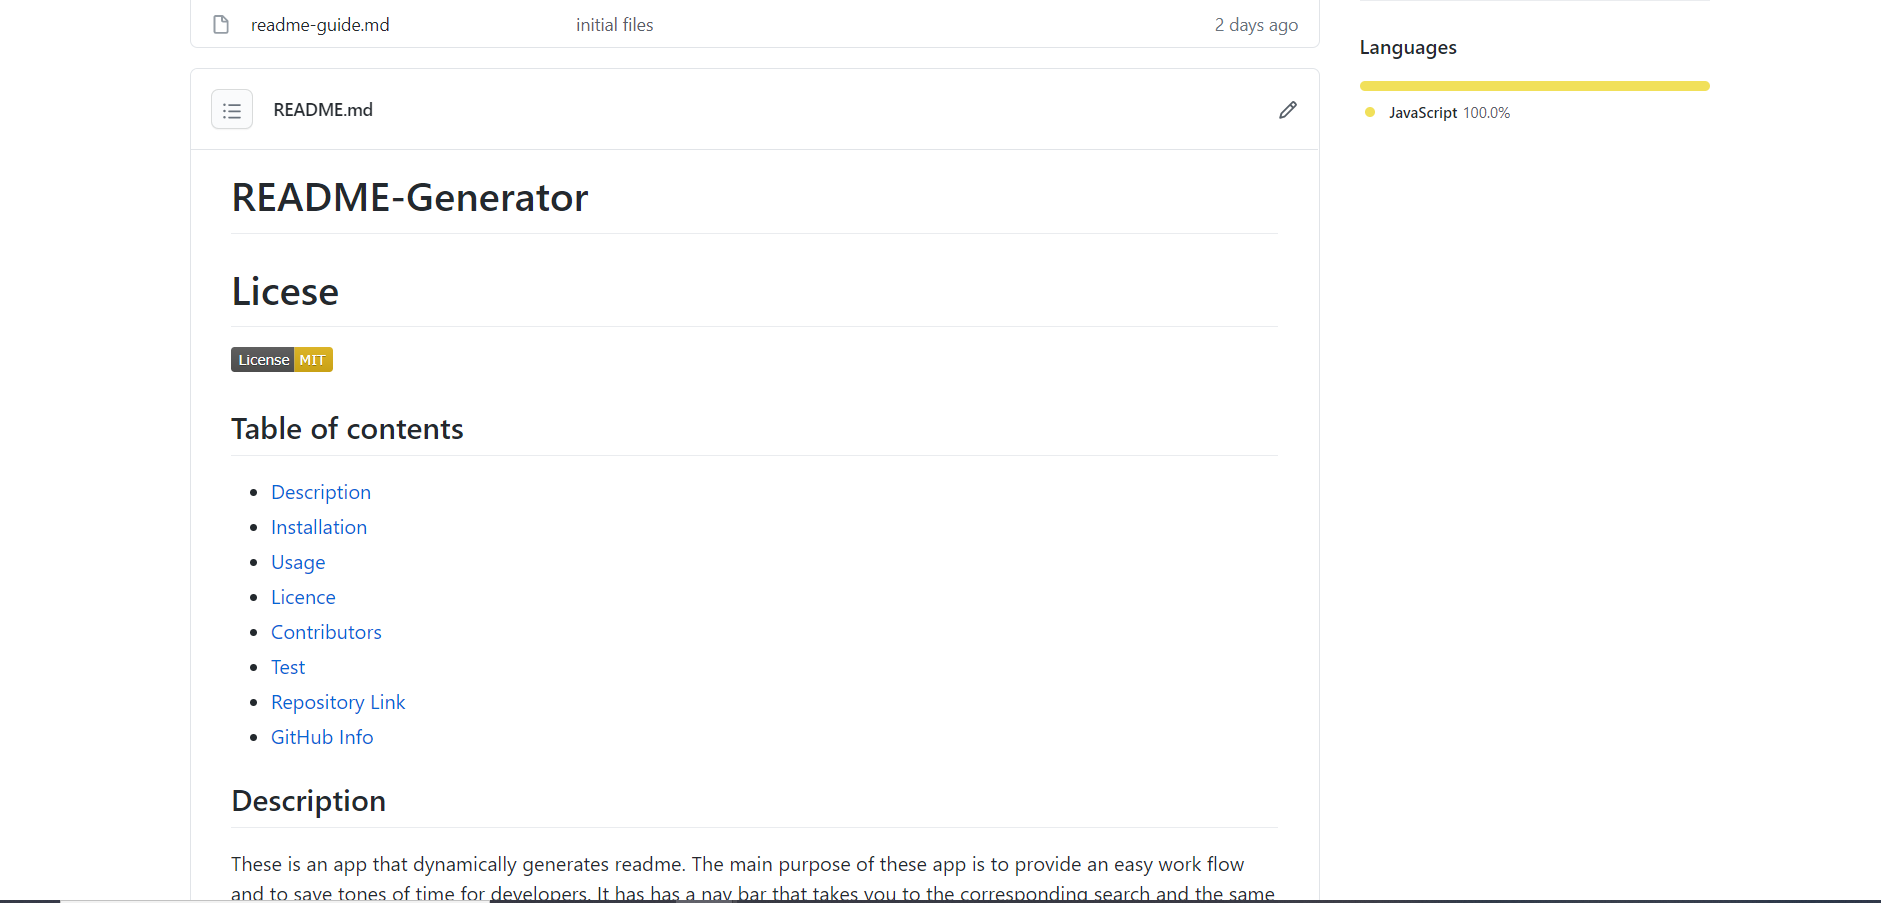 readme-guide.md initial files 2 days ago
Languages
JavaScript 100.0%
README.md
README-Generator
Licese
License MIT
Table of contents
Description
Installation
Usage
Licence
Contributors
Test
Repository Link
GitHub Info
Description
These is an app that dynamically generates readme. The main purpose of these app is to provide an easy work flow
and to save tones of time for developers. It has has a nav bar that takes you to the corresponding search and the same